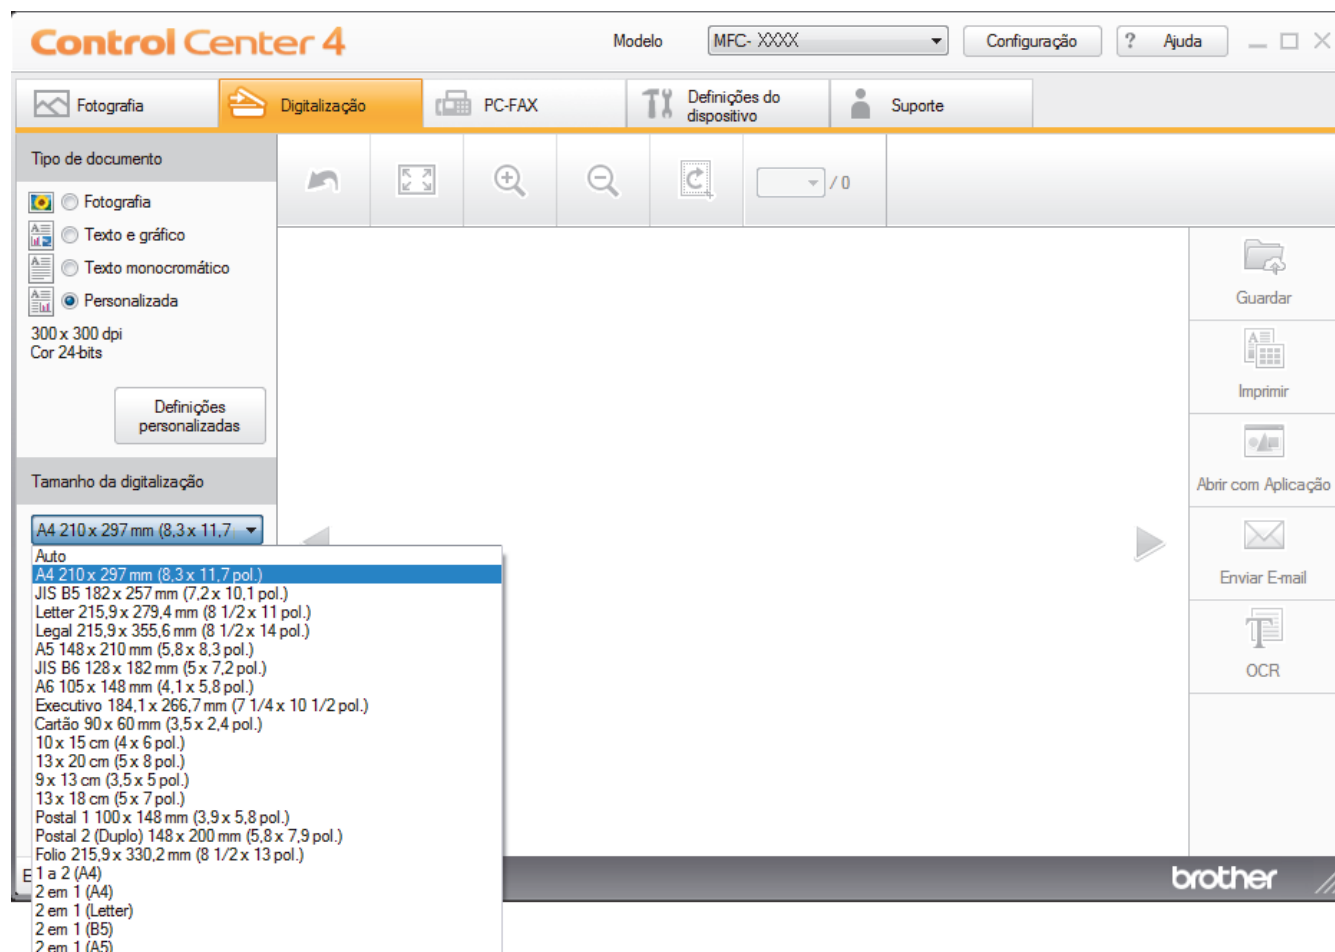 Control Center 4
Modelo
MFC- XXXX
Configuração
? Ajuda
Fotografia
Digitalização
PC-FAX
Definições do
dispositivo
Suporte
Tipo de documento
Fotografia
Texto e gráfico
Texto monocromático
Personalizada
300 x 300 dpi
Cor 24-bits
Definições
personalizadas
/ 0
Tamanho da digitalização
A4 210 x 297 mm (8,3 x 11,7
Auto
A4 210 x 297 mm (8,3 x 11,7 pol.)
JIS B5 182 x 257 mm (7,2 x 10,1 pol.)
Letter 215,9 x 279,4 mm (8 1/2 x 11 pol.)
Legal 215,9 x 355,6 mm (8 1/2 x 14 pol.)
A5 148 x 210 mm (5,8 x 8,3 pol.)
JIS B6 128 x 182 mm (5 x 7,2 pol.)
A6 105 x 148 mm (4,1 x 5,8 pol.)
Executivo 184,1 x 266,7 mm (7 1/4 x 10 1/2 pol.)
Cartão 90 x 60 mm (3,5 x 2,4 pol.)
10 x 15 cm (4 x 6 pol.)
13 x 20 cm (5 x 8 pol.)
9 x 13 cm (3,5 x 5 pol.)
13 x 18 cm (5 x 7 pol.)
Postal 1 100 x 148 mm (3,9 x 5,8 pol.)
Postal 2 (Duplo) 148 x 200 mm (5,8 x 7,9 pol.)
Folio 215,9 x 330,2 mm (8 1/2 x 13 pol.)
1 a 2 (A4)
2 em 1 (A4)
2 em 1 (Letter)
2 em 1 (B5)
2 em 1 (A5)
Guardar
Imprimir
Abrir com Aplicação
Enviar E-mail
OCR
brother